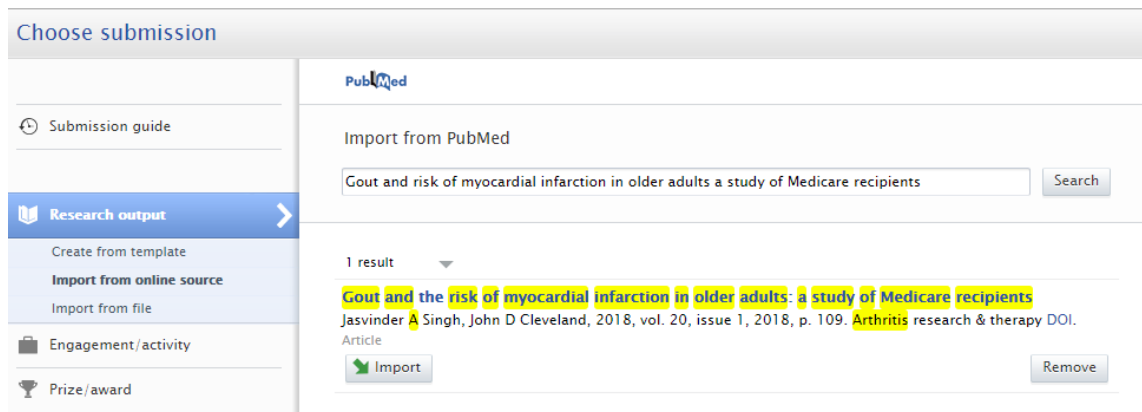 Choose submission
PubMed
Submission guide
Import from PubMed
Gout and risk of myocardial infarction in older adults a study of Medicare recipients
Search
Research output
Create from template
Import from online source
Import from file
Engagement/activity
Prize/award
1 result
Gout and the risk of myocardial infarction in older adults: a study of Medicare recipients
Jasvinder A Singh, John D Cleveland, 2018, vol. 20, issue 1, 2018, p. 109. Arthritis research & therapy DOI.
Article
Import
Remove